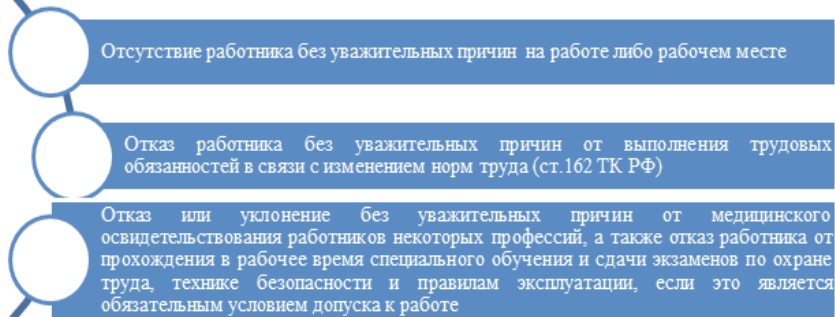 Отсутствие работника без уважительных причин на работе либо рабочем месте
Отказ работника без уважительных причин от выполнения трудовых
обязанностей в связи с изменением норм труда (ст.162 ТК РФ)
Отказ или уклонение без уважительных причин от медицинского
освидетельствования работников некоторых профессий, а также отказ работника от
прохождения в рабочее время специального обучения и сдачи экзаменов по охране
труда, технике безопасности и правилам эксплуатации, если это является
обязательным условием допуска к работе